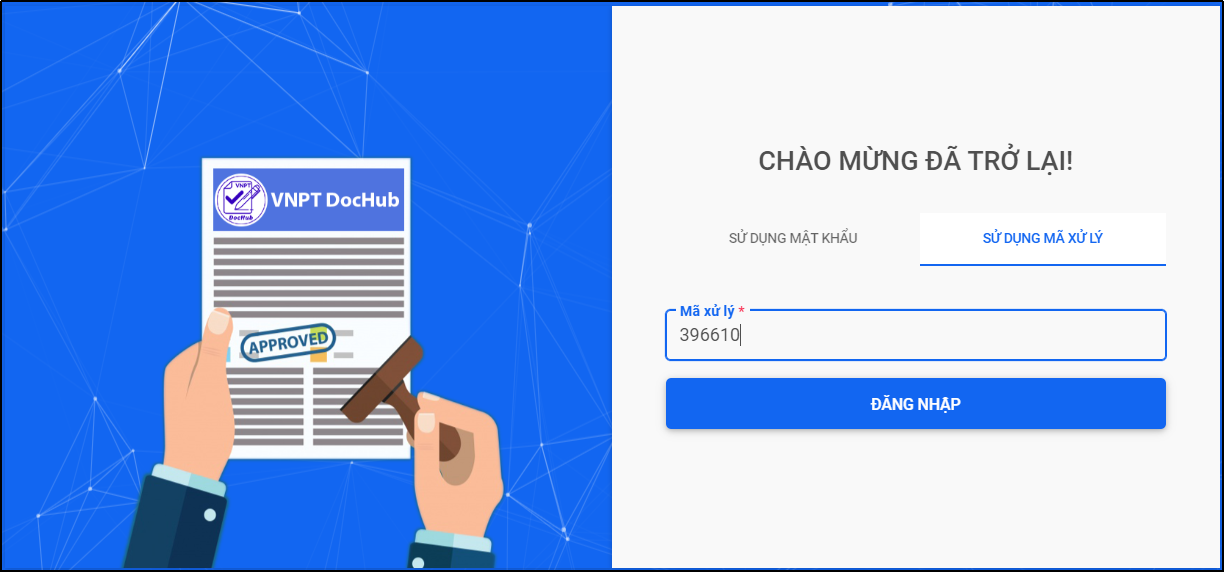 VNPT
DocHub
VNPT DocHub
APPROVED
CHÀO MỪNG ĐÃ TRỞ LẠI!
SỬ DỤNG MẬT KHẨU
SỬ DỤNG MÃ XỬ LÝ
Mã xử lý *
396610
ĐĂNG NHẬP